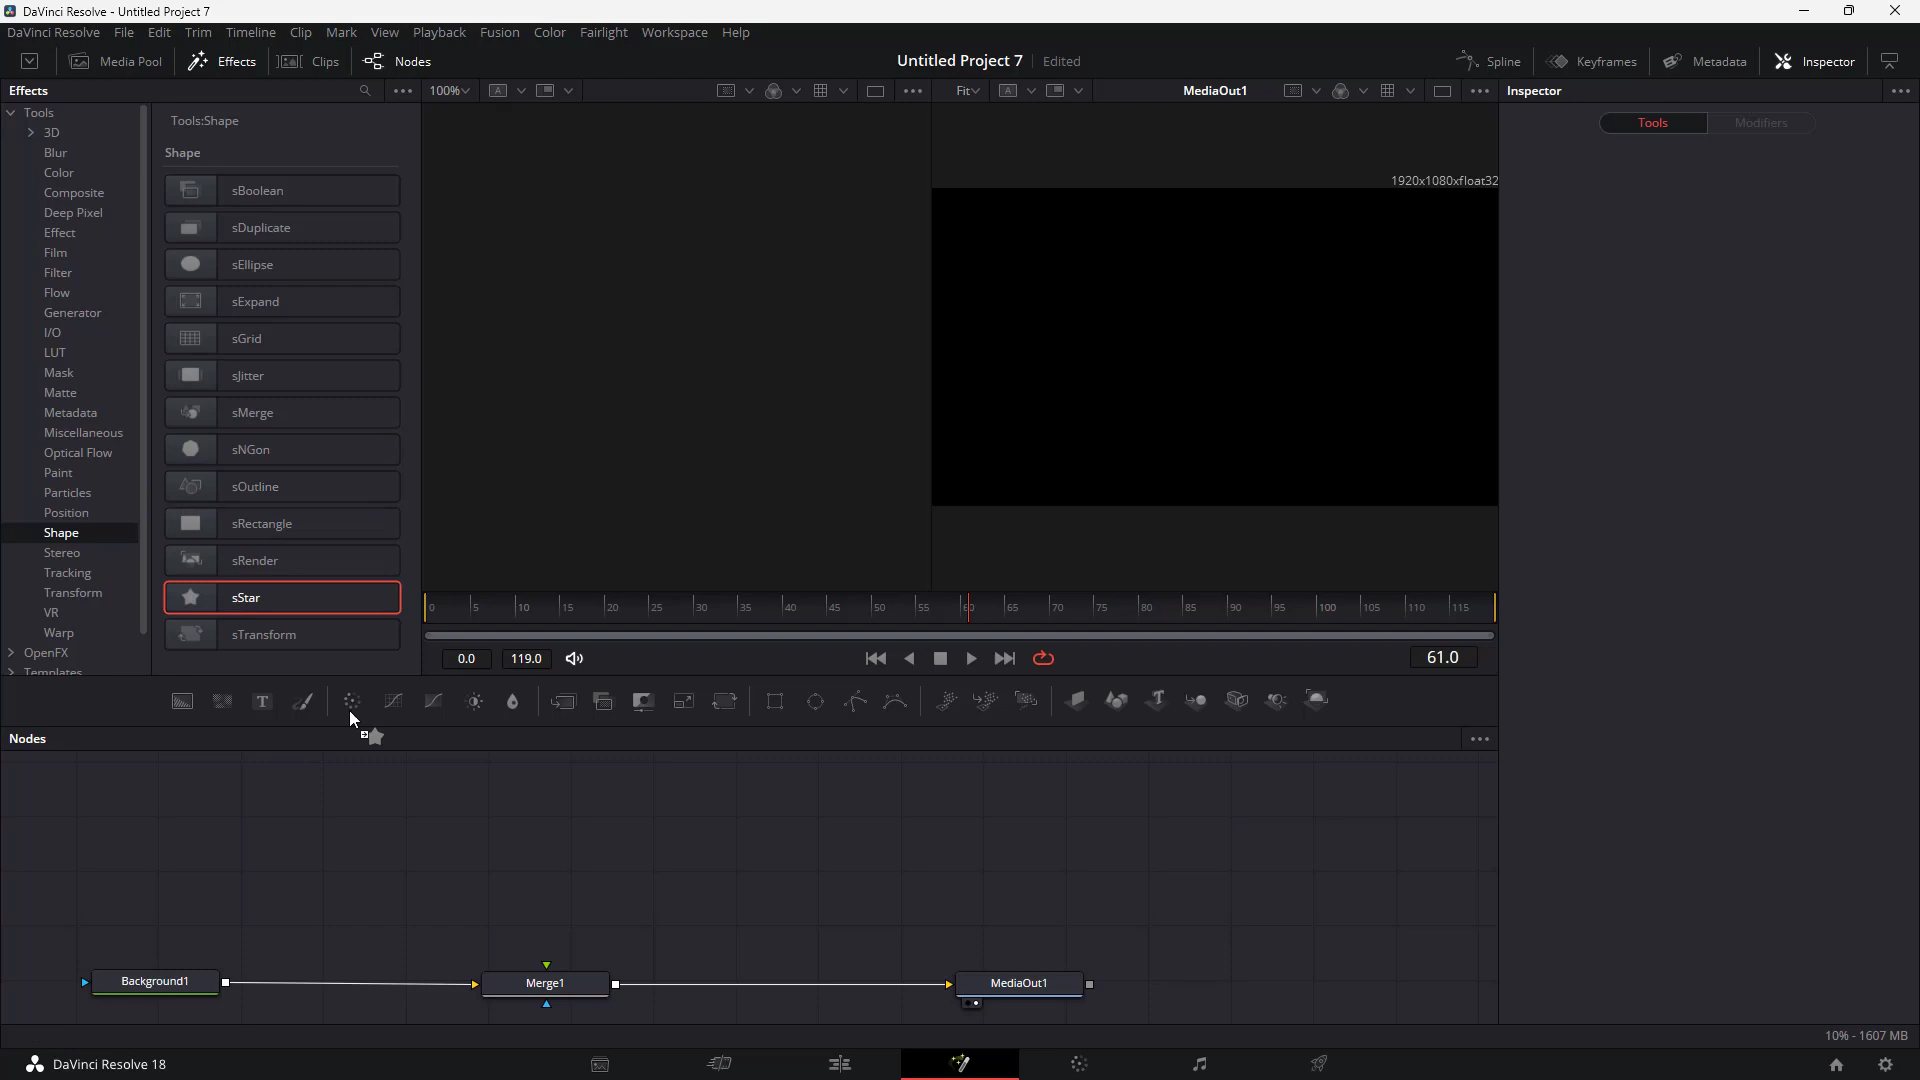 DaVinci Resolve - Untitled Project 7
DaVinci Resolve File Edit Trim Timeline Clip Mark View Playback Fusion Color Fairlight Workspace Help
Media Pool Effects Clips Nodes Untitled Project 7 Edited Spline Keyframes Metadata Inspector
Effects 100% A Fit A MediaOut1 Inspector
Tools
3D
Blur
Color
Composite
Deep Pixel
Effect
Film
Filter
Flow
Generator
I/O
LUT
Mask
Matte
Metadata
Miscellaneous
Optical Flow
Paint
Particles
Position
Shape
Stereo
Tracking
Transform
VR
Warp
OpenFX
Templates
Tools:Shape
Shape
sBoolean
sDuplicate
sEllipse
sExpand
sGrid
sJitter
sMerge
sNGon
sOutline
sRectangle
sRender
sStar
sTransform
1920x1080xfloat32
Tools Modifiers
0 5 10 15 20 25 30 35 40 45 50 55 60 65 70 75 80 85 90 95 100 105 110 115
0.0 119.0 61.0
Nodes
Background1 Merge1 MediaOut1
10% - 1607 MB
DaVinci Resolve 18